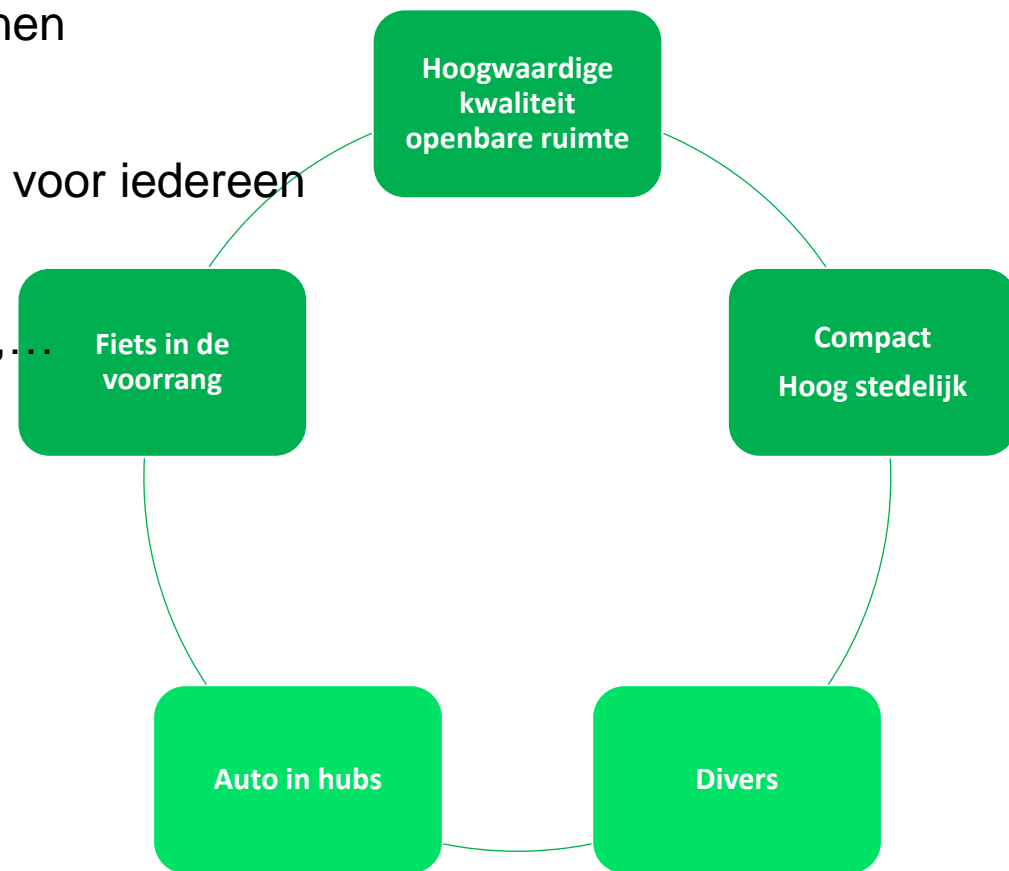 nen
voor iedereen
,…
Hoogwaardige
kwaliteit
openbare ruimte
Fiets in de
voorrang
Compact
Hoog stedelijk
Auto in hubs
Divers